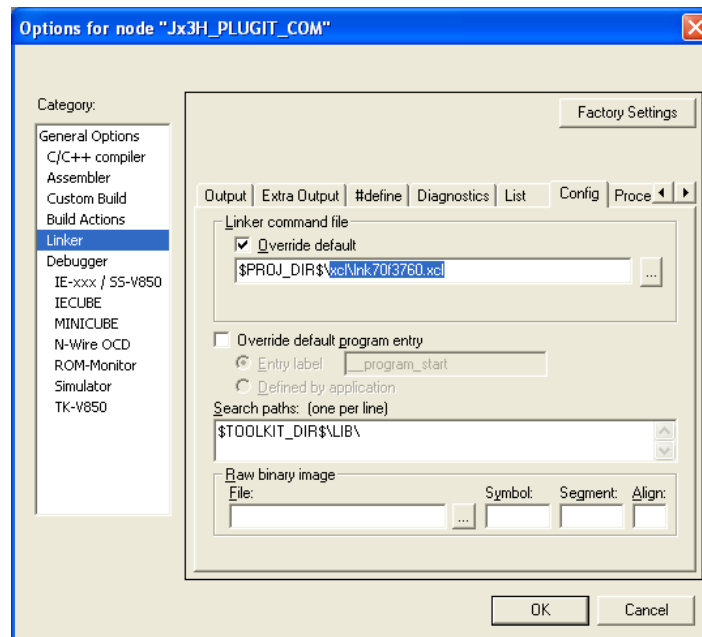 Options for node "Jx3H_PLUGIT_COM"
Category:
General Options
C/C++ compiler
Assembler
Custom Build
Build Actions
Linker
Debugger
IE-xxx / SS-V850
IECUBE
MINICUBE
N-Wire OCD
ROM-Monitor
Simulator
TK-V850
Factory Settings
Output Extra Output #define Diagnostics List Config Proce
Linker command file
Override default
$PROJ_DIR$\xcl\lnk70f3760.xcl
...
Override default program entry
Entry label __program_start
Defined by application
Search paths: (one per line)
$TOOLKIT_DIR$\LIB\
Raw binary image
File: Symbol: Segment: Align:
...
OK Cancel